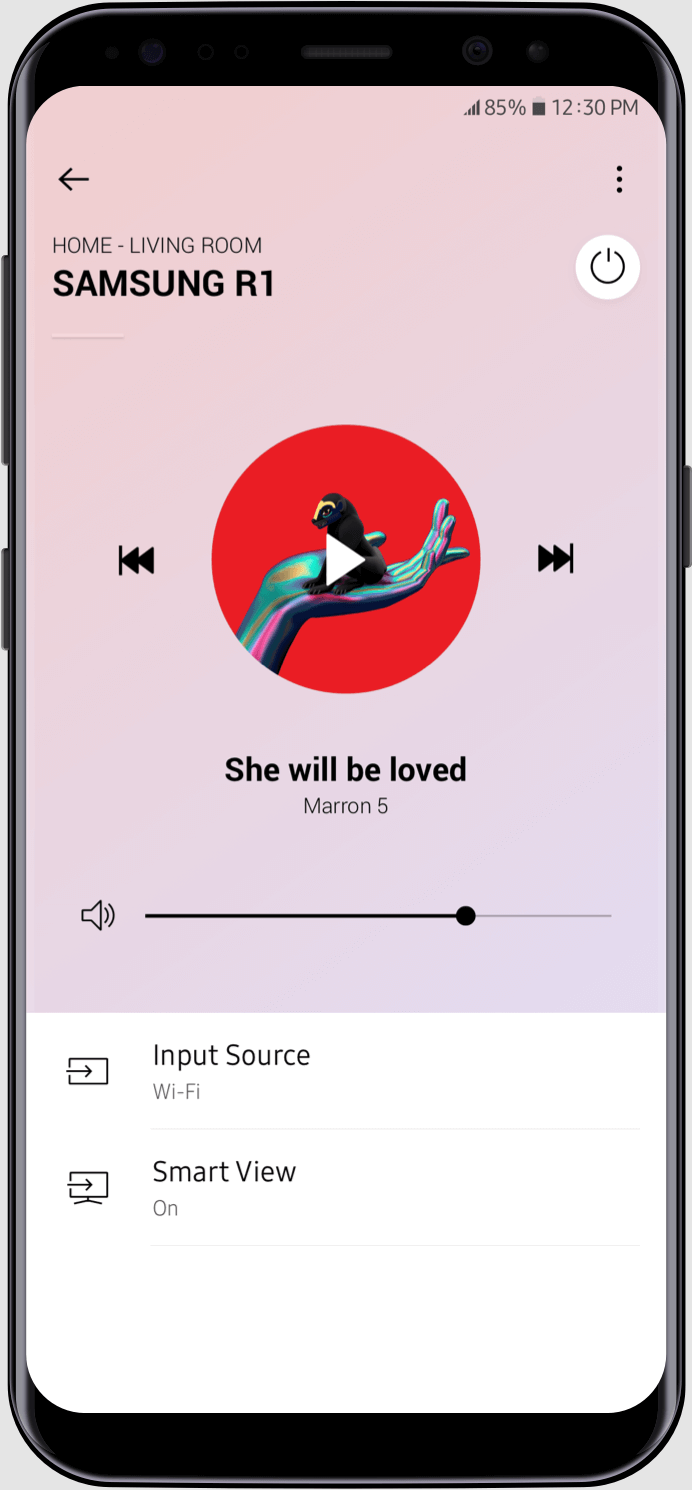 85% 12:30 PM
HOME - LIVING ROOM
SAMSUNG R1
She will be loved
Marron 5
Input Source
Wi-Fi
Smart View
On